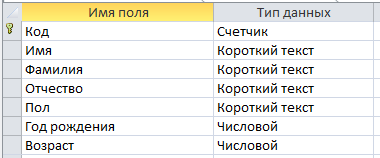 Имя поля Тип данных
Код Счетчик
Имя Короткий текст
Фамилия Короткий текст
Отчество Короткий текст
Пол Короткий текст
Год рождения Числовой
Возраст Числовой